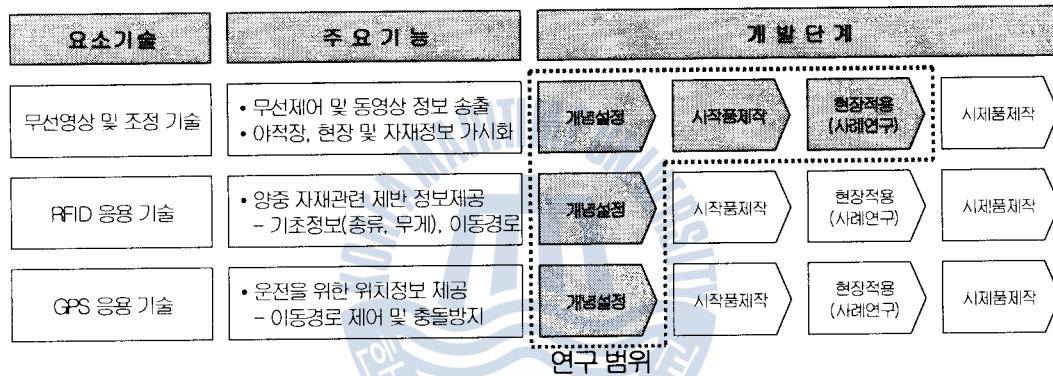 요소기술
주요기능
개발단계
무선영상 및 조정 기술
• 무선제어 및 동영상 정보 송출
• 야적장, 현장 및 자재정보 가시화
개념설정
시작품제작
현장적용
(사례연구)
시제품제작
RFID 응용 기술
• 양중 자재관련 제반 정보제공
– 기초정보(종류, 무게), 이동경로
개념설정
시작품제작
현장적용
(사례연구)
시제품제작
GPS 응용 기술
• 운전을 위한 위치정보 제공
– 이동경로 제어 및 충돌방지
개념설정
시작품제작
현장적용
(사례연구)
시제품제작
연구 범위